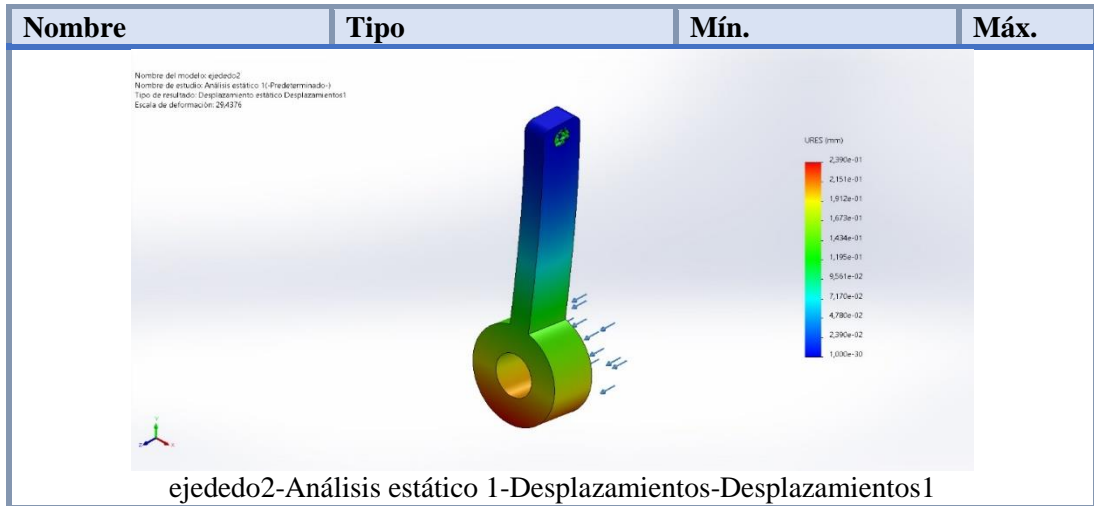 Nombre Tipo Mín. Máx.
Nombre del modelo: ejededo2
Nombre de estudio: Análisis estático 1(-Predeterminado-)
Tipo de resultado: Desplazamiento estático Desplazamientos1
Escala de deformación: 29,4376
URES (mm)
2,390e-01
2,151e-01
1,912e-01
1,673e-01
1,434e-01
1,195e-01
9,561e-02
7,170e-02
4,780e-02
2,390e-02
1,000e-30
Y
Z X
ejededo2-Análisis estático 1-Desplazamientos-Desplazamientos1